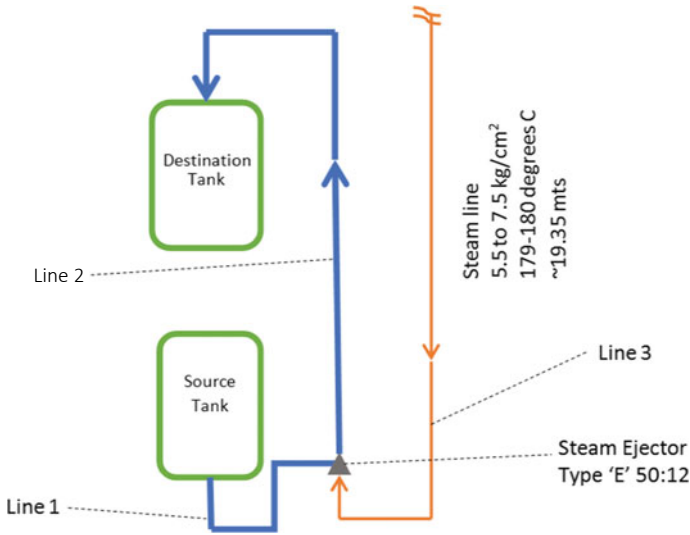 Destination
Tank
Steam line
5.5 to 7.5 kg/cm²
179-180 degrees C
~19.35 mts
Line 2
Source
Tank
Line 3
Steam Ejector
Type ‘E’ 50:12
Line 1